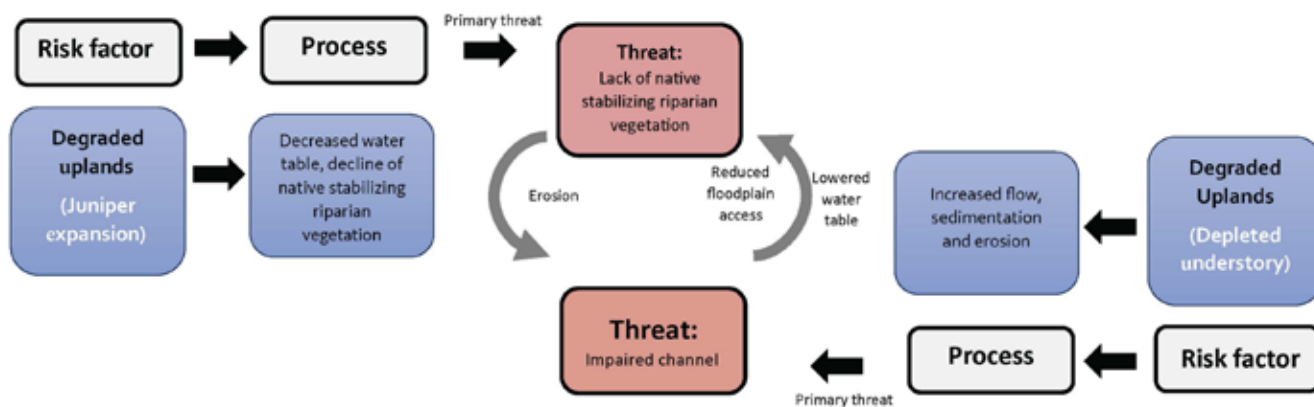 Risk factor
Process
Primary threat
Threat:
Lack of native
stabilizing riparian
vegetation
Degraded
uplands
(Juniper
expansion)
Decreased water
table, decline of
native stabilizing
riparian
vegetation
Erosion
Reduced
floodplain
access
Lowered
water
table
Increased flow,
sedimentation
and erosion
Degraded
Uplands
(Depleted
understory)
Threat:
Impaired channel
Primary threat
Process
Risk factor